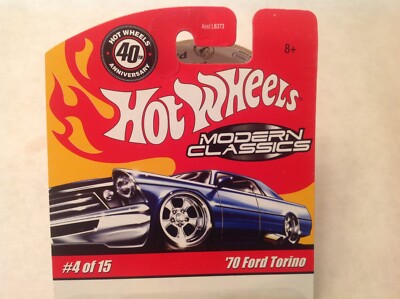 HOT WHEELS
40TH
ANNIVERSARY
8+
HOT WHEELS
MODERN
CLASSICS
#4 of 15
'70 Ford Torino